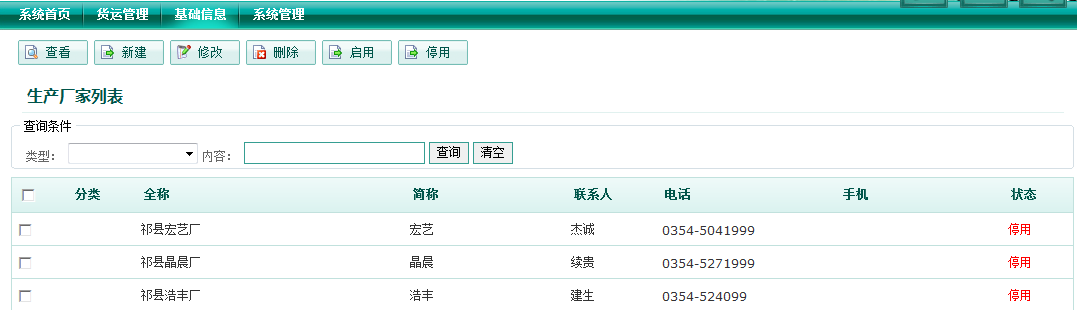 系统首页 货运管理 基础信息 系统管理
查看 新建 修改 删除 启用 停用
生产厂家列表
查询条件
类型： 内容： 查询 清空
分类 全称 简称 联系人 电话 手机 状态
祁县宏艺厂 宏艺 杰诚 0354-5041999 停用
祁县晶晨厂 晶晨 续贵 0354-5271999 停用
祁县浩丰厂 浩丰 建生 0354-524099 停用